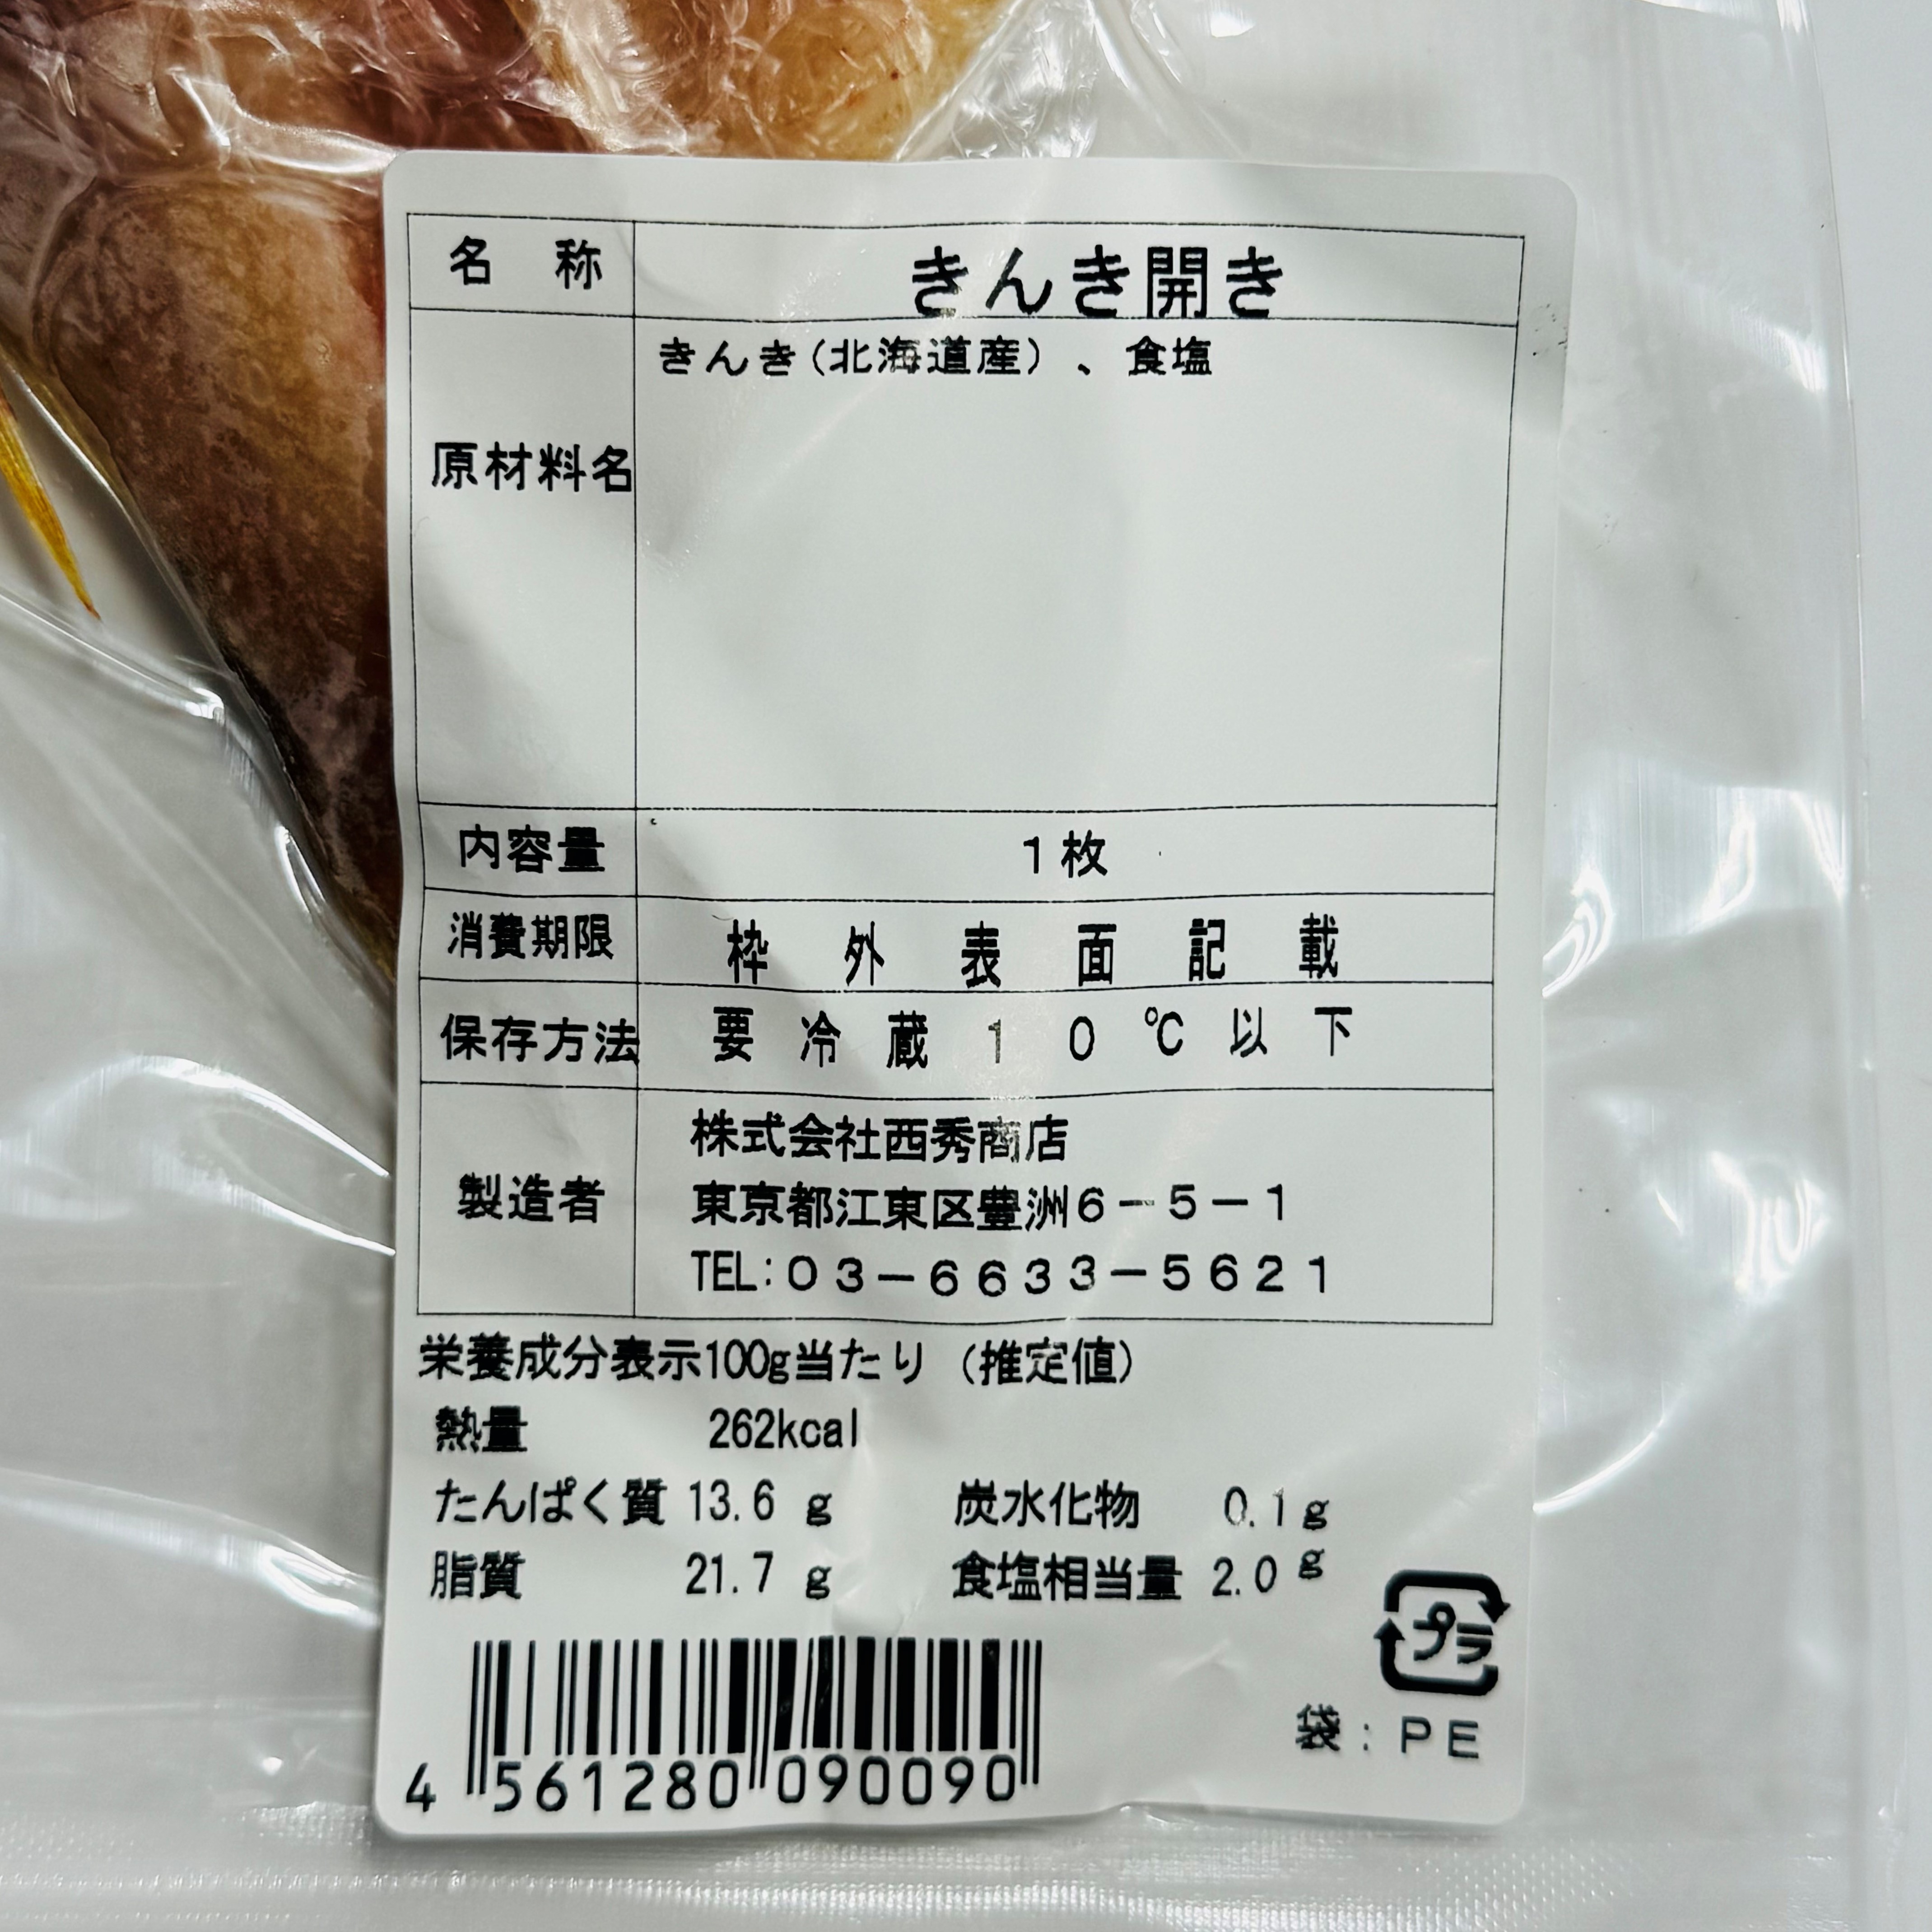 名 称 きんき開き
原材料名 きんき(北海道産)、食塩
内容量 1枚
消費期限 枠外表面記載
保存方法 要冷蔵10℃以下
製造者 株式会社西秀商店
東京都江東区豊洲6-5-1
TEL:03-6633-5621
栄養成分表示100g当たり (推定値)
熱量 262kcal
たんぱく質 13.6 g 炭水化物 0.1g
脂質 21.7 g 食塩相当量 2.0g
プラ
袋:PE
4 561280 090090